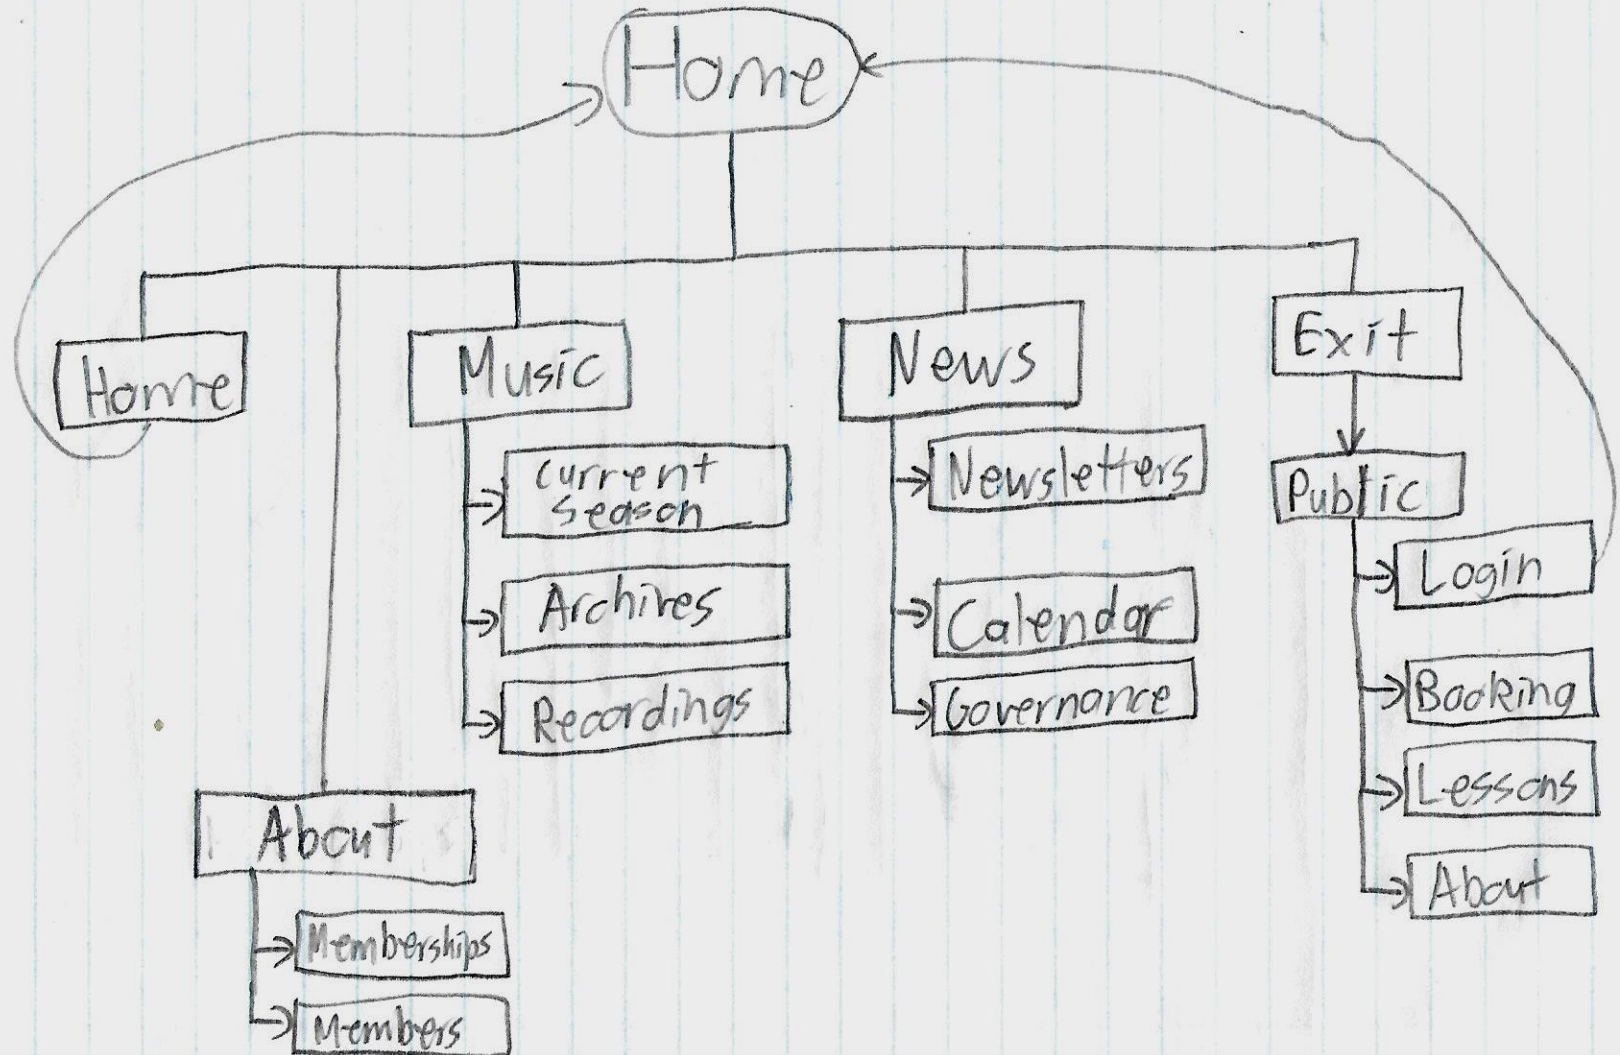 Home
Home
Music
News
Exit
Current
Season
Archives
Recordings
Newsletters
Calendar
Governance
Public
Login
Booking
Lessons
About
About
Memberships
Members